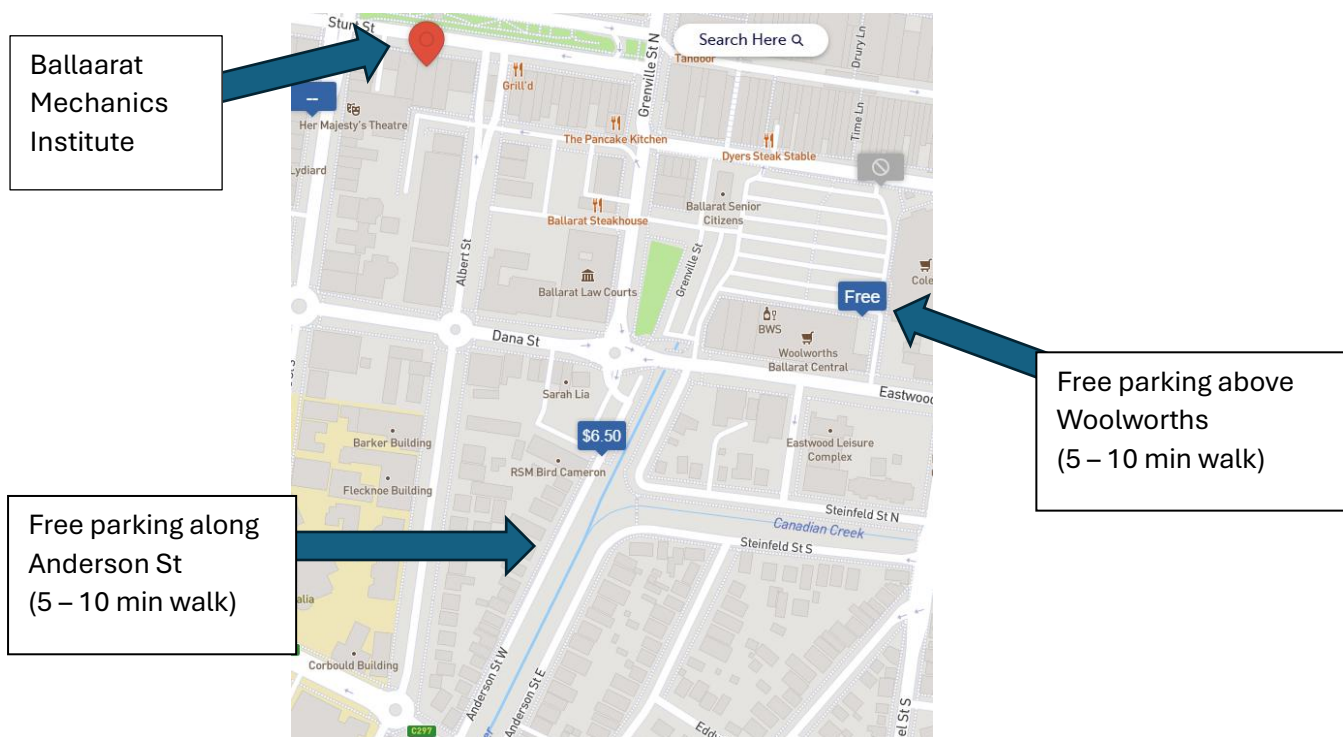 Ballaarat
Mechanics
Institute
Sturt St
Grenville St N
Search Here
Tandoor
Drury Ln
Grill'd
--
Her Majesty's Theatre
The Pancake Kitchen
Time Ln
Dyers Steak Stable
Lydiard
Ballarat Senior
Citizens
Ballarat Steakhouse
Albert St
Grenville St
Cole
Ballarat Law Courts
Free
BWS
Dana St
Woolworths
Ballarat Central
Eastwood
Free parking above
Woolworths
(5 – 10 min walk)
Sarah Lia
$6.50
Barker Building
Eastwood Leisure
Complex
RSM Bird Cameron
Flecknoe Building
Free parking along
Anderson St
(5 – 10 min walk)
Steinfeld St N
Canadian Creek
Steinfeld St S
alia
Corbould Building
Anderson St W
Anderson St E
Eddy
el St S
C297